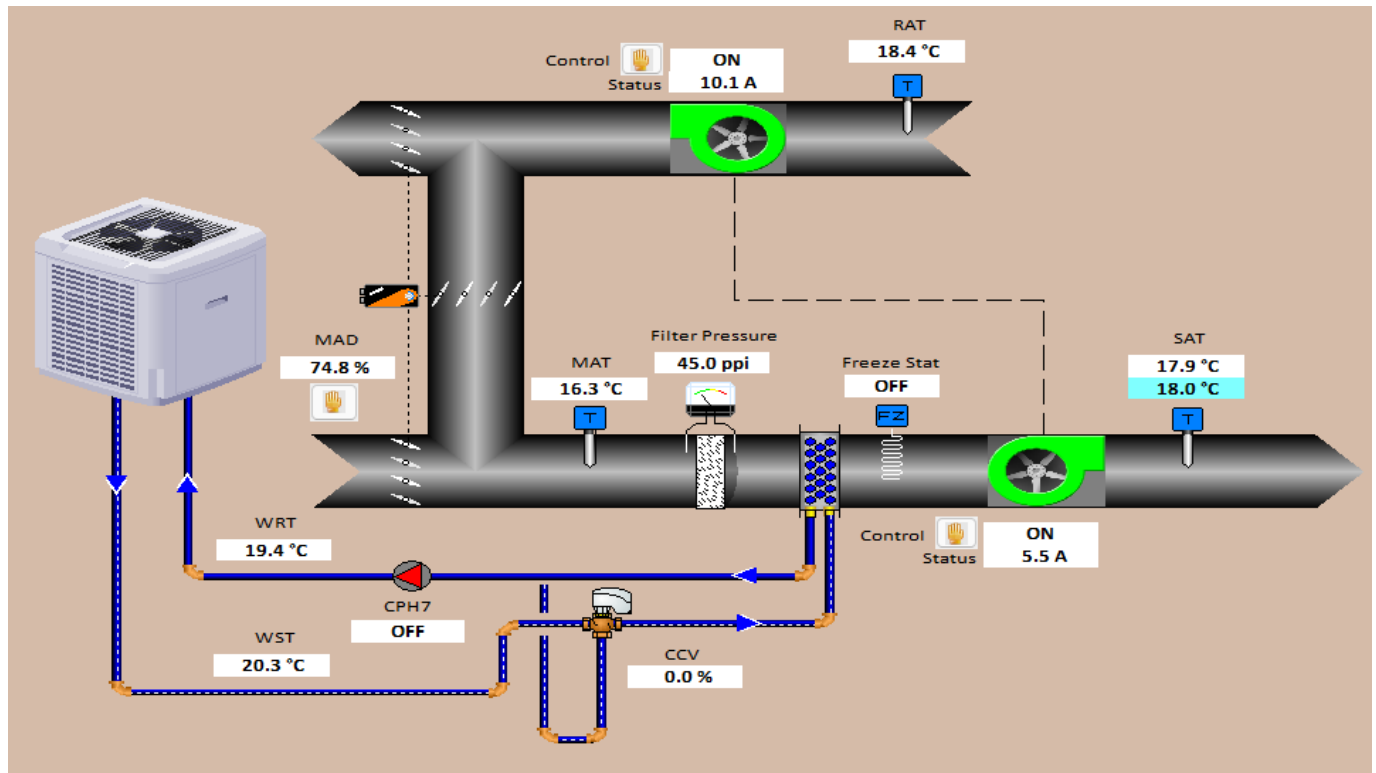 RAT
18.4 °C
Control
ON
Status
10.1 A
T
MAD
74.8 %
MAT
16.3 °C
T
Filter Pressure
45.0 ppi
Freeze Stat
OFF
FZ
SAT
17.9 °C
18.0 °C
T
WRT
19.4 °C
Control
ON
Status
5.5 A
CPH7
OFF
WST
20.3 °C
CCV
0.0 %